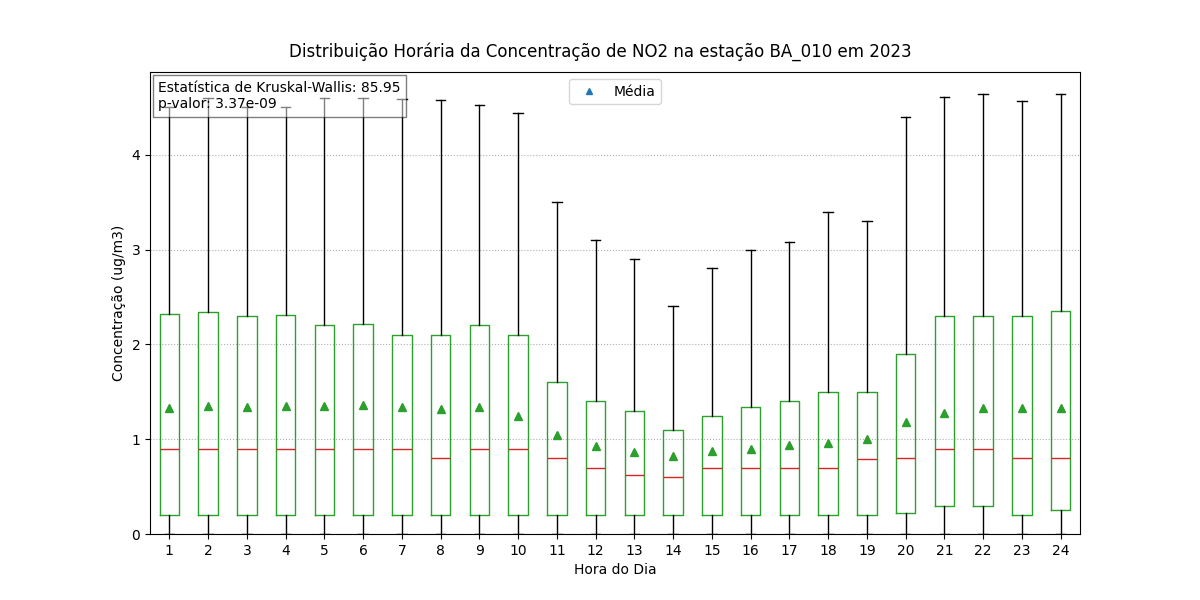 Distribuição Horária da Concentração de NO2 na estação BA_010 em 2023
Estatística de Kruskal-Wallis: 85.95
p-valor: 3.37e-09
Média
4
3
2
1
0
Concentração (ug/m3)
1 2 3 4 5 6 7 8 9 10 11 12 13 14 15 16 17 18 19 20 21 22 23 24
Hora do Dia